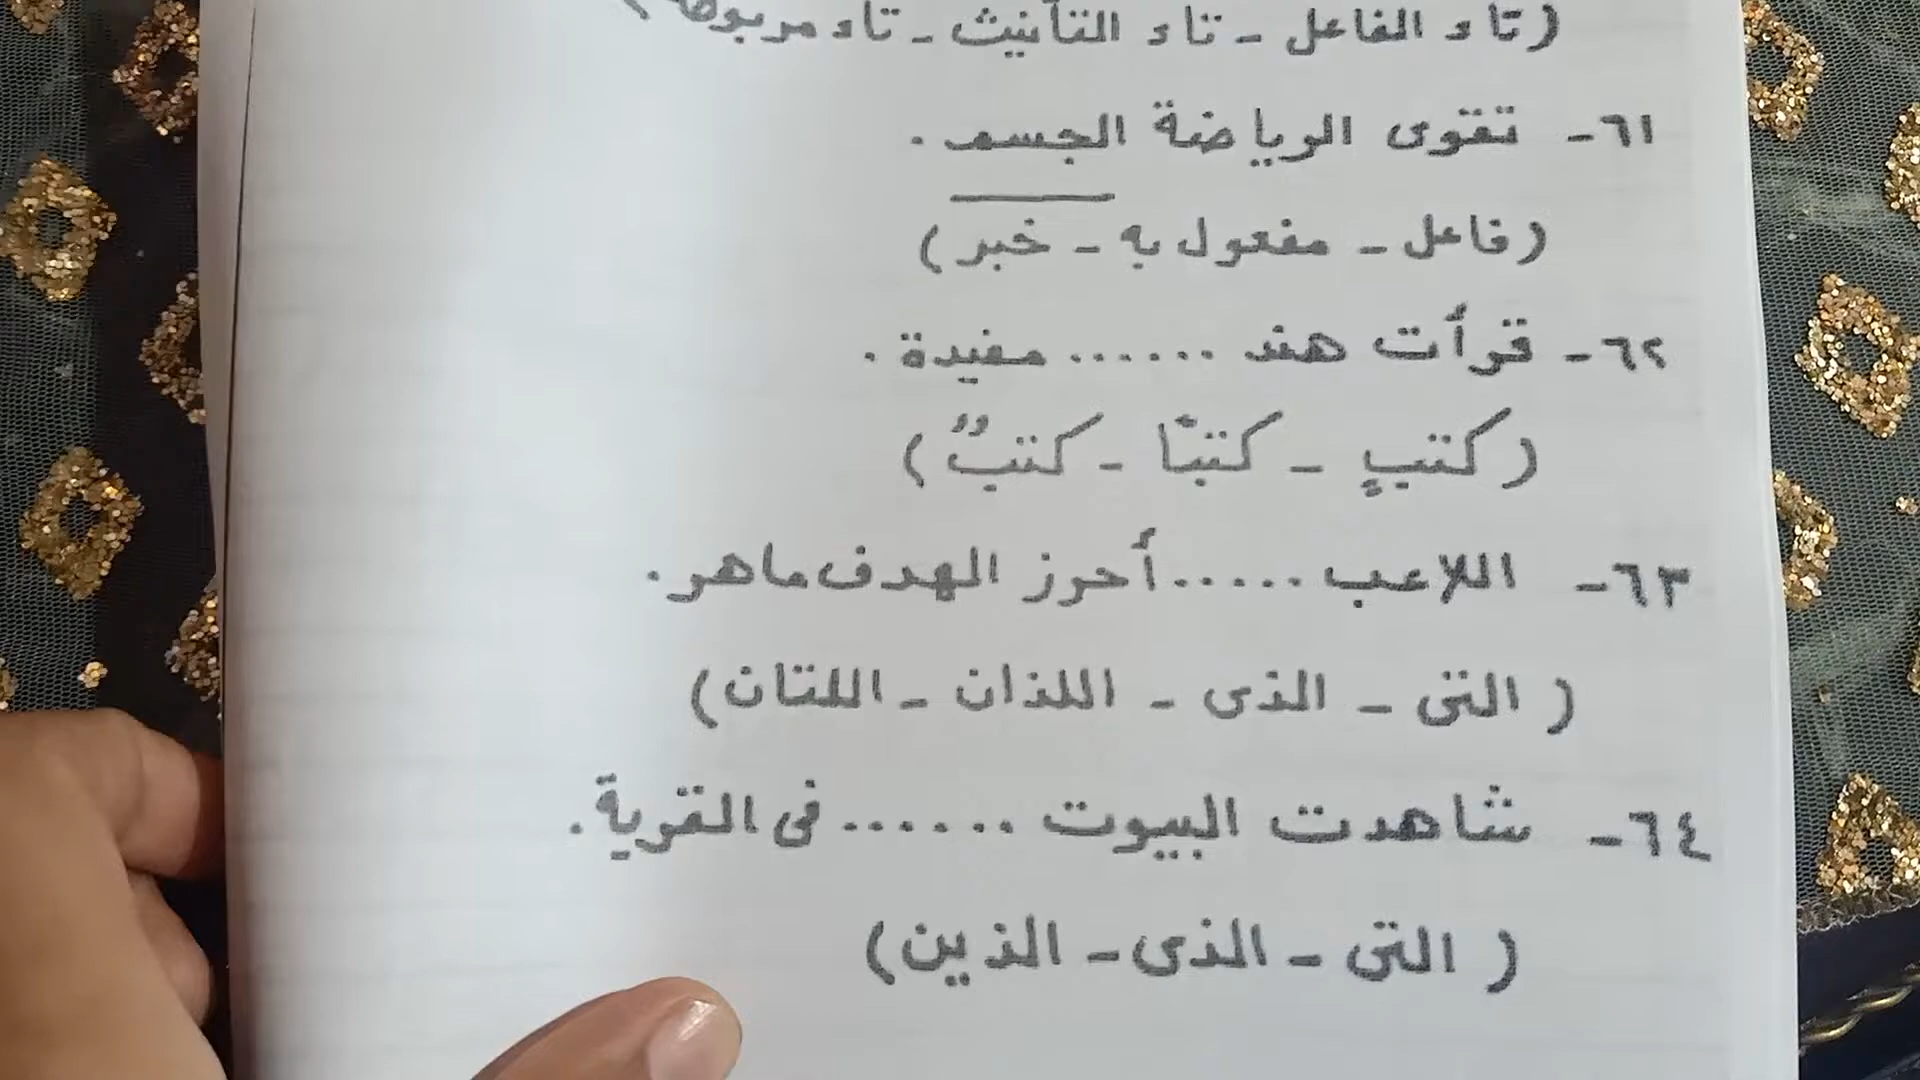 (تاء الفاعل - تاء التأنيث - تاء مربوطة)
٦١- تقوى الرياضة الجسم .
(فاعل - مفعول به - خبر)
٦٢- قرأت هند ...... مفيدة .
(كتبٍ - كتبًا - كتبٌ)
٦٣- اللاعب ..... أحرز الهدف ماهر .
( التى - الذى - اللذان - اللتان)
٦٤- شاهدت البيوت ...... فى القرية .
( التى - الذى - الذين)